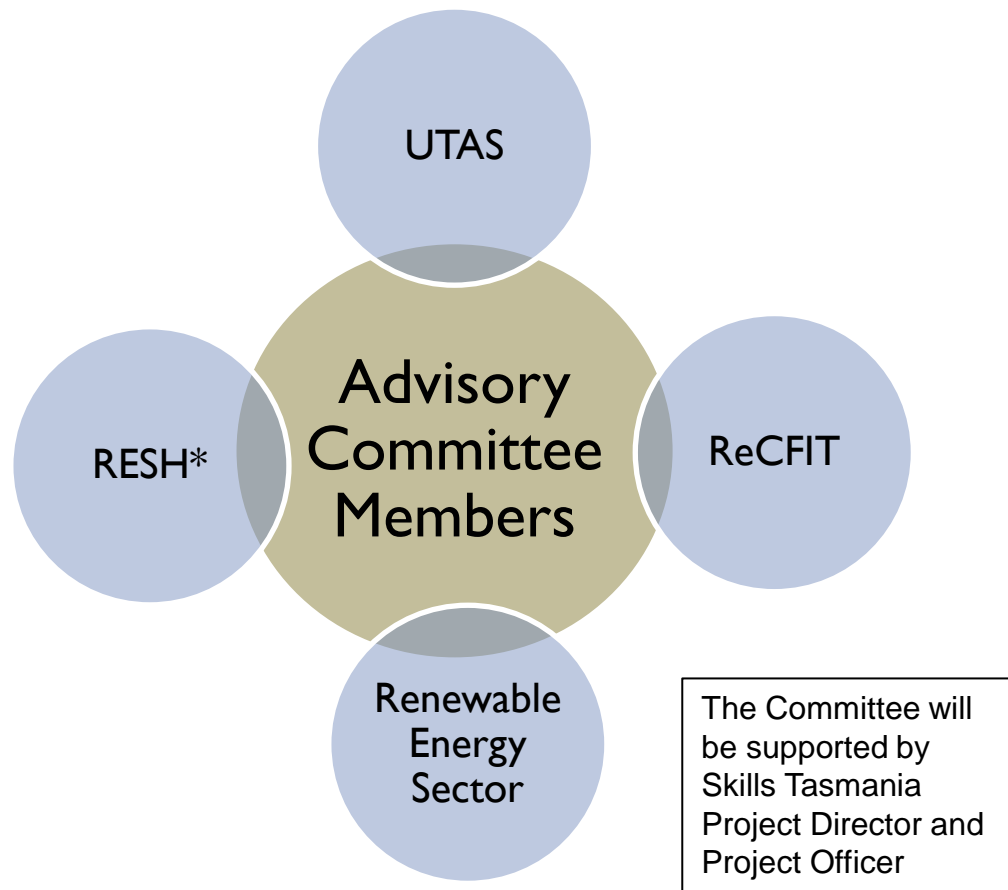 UTAS
Advisory
Committee
Members
RESH*
ReCFIT
Renewable
Energy
Sector
The Committee will
be supported by
Skills Tasmania
Project Director and
Project Officer